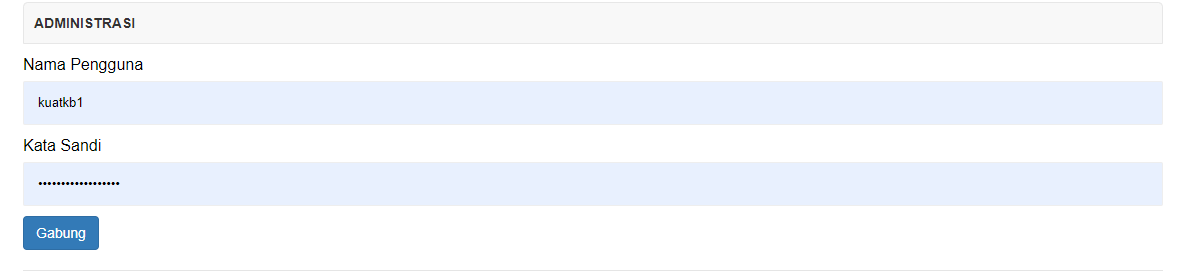 ADMINISTRASI
Nama Pengguna
kuatkb1
Kata Sandi
••••••••••••••••••
Gabung